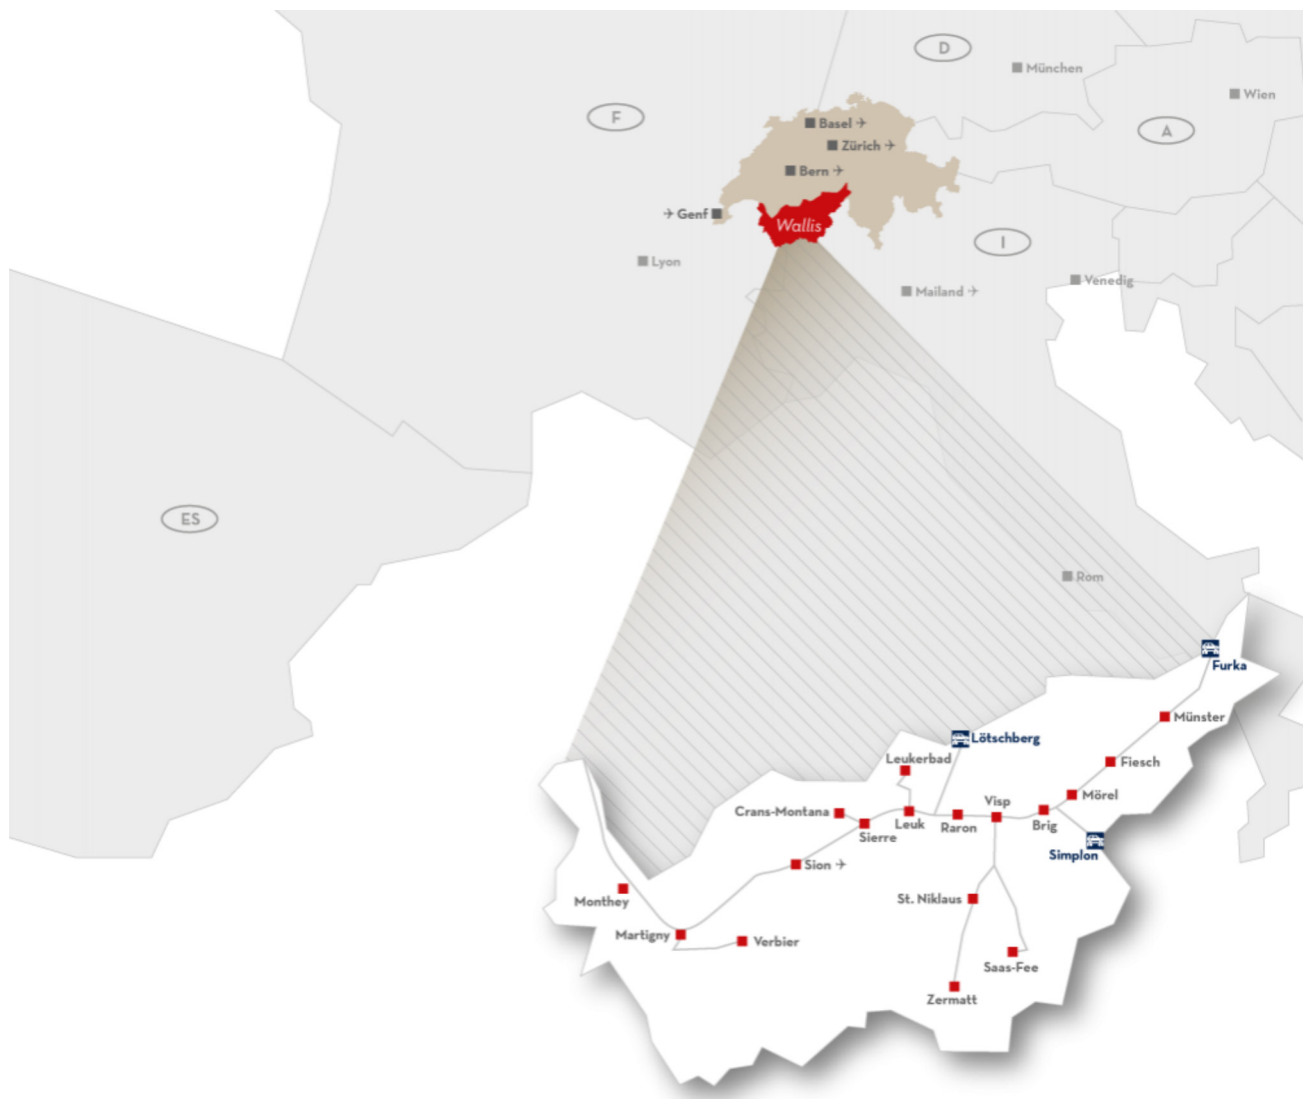 D
München
Wien
F
A
Basel ✈
Zürich ✈
Bern ✈
✈ Genf
Wallis
I
Lyon
Venedig
Mailand ✈
ES
Rom
Furka
Münster
Lötschberg
Leukerbad
Fiesch
Mörel
Visp
Crans-Montana
Leuk
Raron
Brig
Sierre
Simplon
Sion ✈
Monthey
St. Niklaus
Martigny
Verbier
Saas-Fee
Zermatt